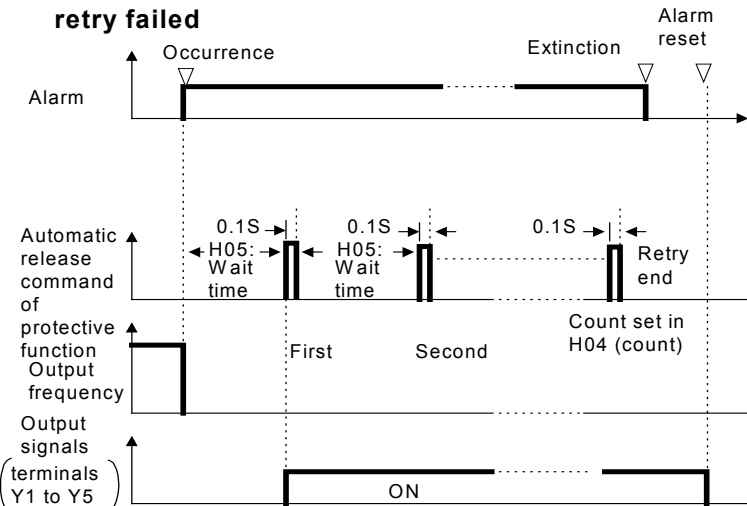 retry failed
Occurrence
Extinction
Alarm
reset
Alarm
0.1S
0.1S
0.1S
Automatic
release
command
of
protective
function
H05:
Wait
time
H05:
Wait
time
Retry
end
First
Second
Count set in
H04 (count)
Output
frequency
Output
signals
terminals
Y1 to Y5
ON